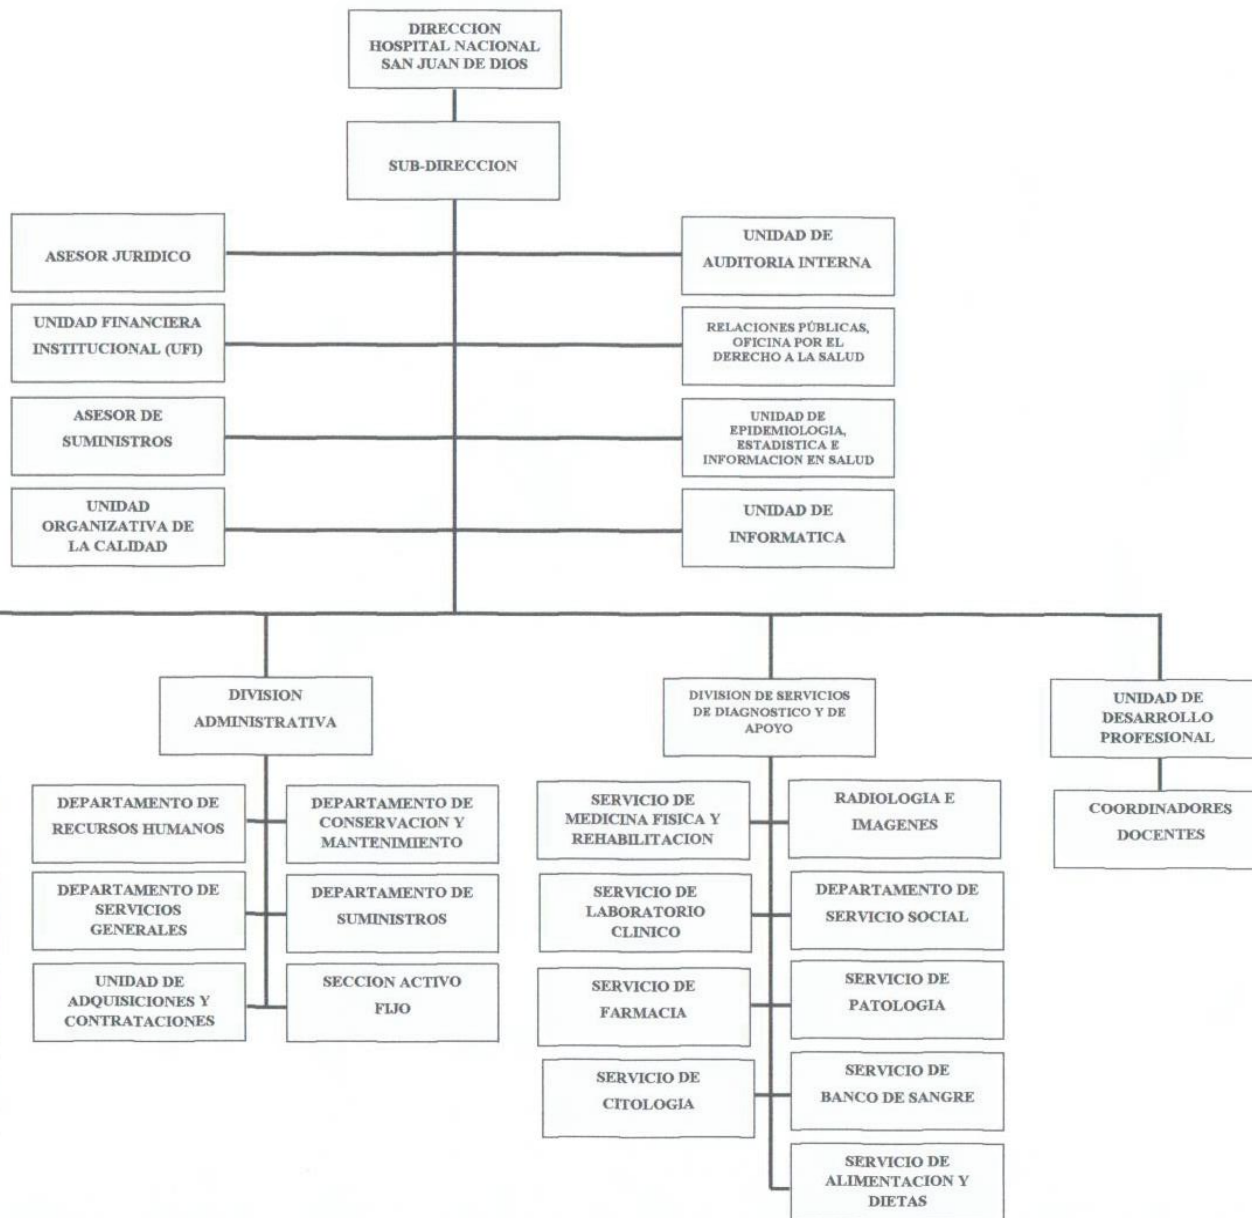 DIRECCION
HOSPITAL NACIONAL
SAN JUAN DE DIOS
SUB-DIRECCION
ASESOR JURIDICO
UNIDAD DE
AUDITORIA INTERNA
UNIDAD FINANCIERA
INSTITUCIONAL (UFI)
RELACIONES PÚBLICAS,
OFICINA POR EL
DERECHO A LA SALUD
ASESOR DE
SUMINISTROS
UNIDAD DE
EPIDEMIOLOGIA,
ESTADISTICA E
INFORMACION EN SALUD
UNIDAD
ORGANIZATIVA DE
LA CALIDAD
UNIDAD DE
INFORMATICA
DIVISION
ADMINISTRATIVA
DIVISION DE SERVICIOS
DE DIAGNOSTICO Y DE
APOYO
UNIDAD DE
DESARROLLO
PROFESIONAL
DEPARTAMENTO DE
RECURSOS HUMANOS
DEPARTAMENTO DE
CONSERVACION Y
MANTENIMIENTO
SERVICIO DE
MEDICINA FISICA Y
REHABILITACION
RADIOLOGIA E
IMAGENES
COORDINADORES
DOCENTES
DEPARTAMENTO DE
SERVICIOS
GENERALES
DEPARTAMENTO DE
SUMINISTROS
SERVICIO DE
LABORATORIO
CLINICO
DEPARTAMENTO DE
SERVICIO SOCIAL
UNIDAD DE
ADQUISICIONES Y
CONTRATACIONES
SECCION ACTIVO
FIJO
SERVICIO DE
FARMACIA
SERVICIO DE
PATOLOGIA
SERVICIO DE
CITOLOGIA
SERVICIO DE
BANCO DE SANGRE
SERVICIO DE
ALIMENTACION Y
DIETAS